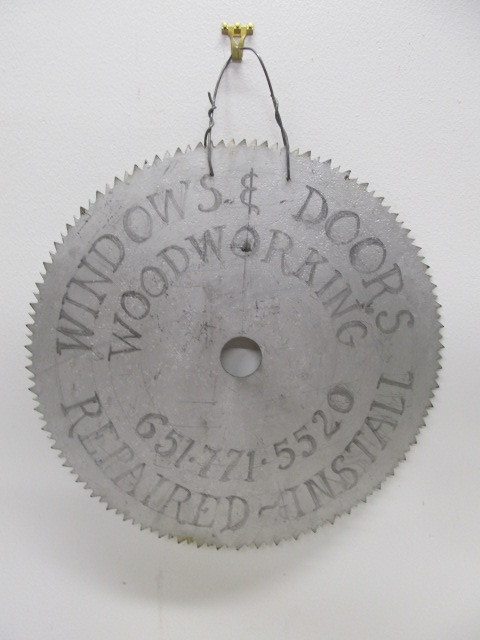 WINDOWS & DOORS
WOODWORKING
651·771·5520
REPAIRED ~ INSTALL